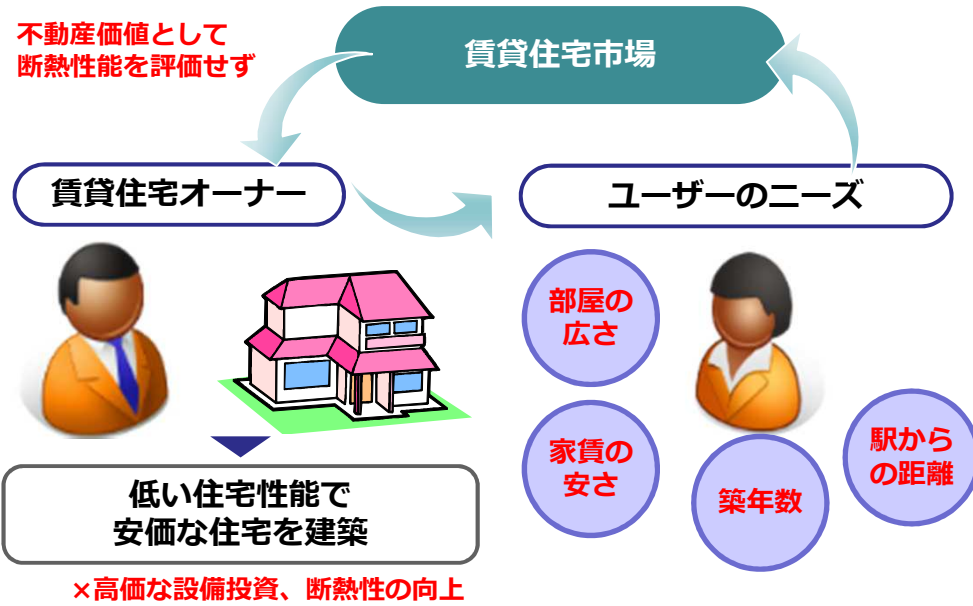 不動産価値として
断熱性能を評価せず
賃貸住宅市場
賃貸住宅オーナー
ユーザーのニーズ
部屋の
広さ
家賃の
安さ
築年数
駅から
の距離
低い住宅性能で
安価な住宅を建築
×高価な設備投資、断熱性の向上